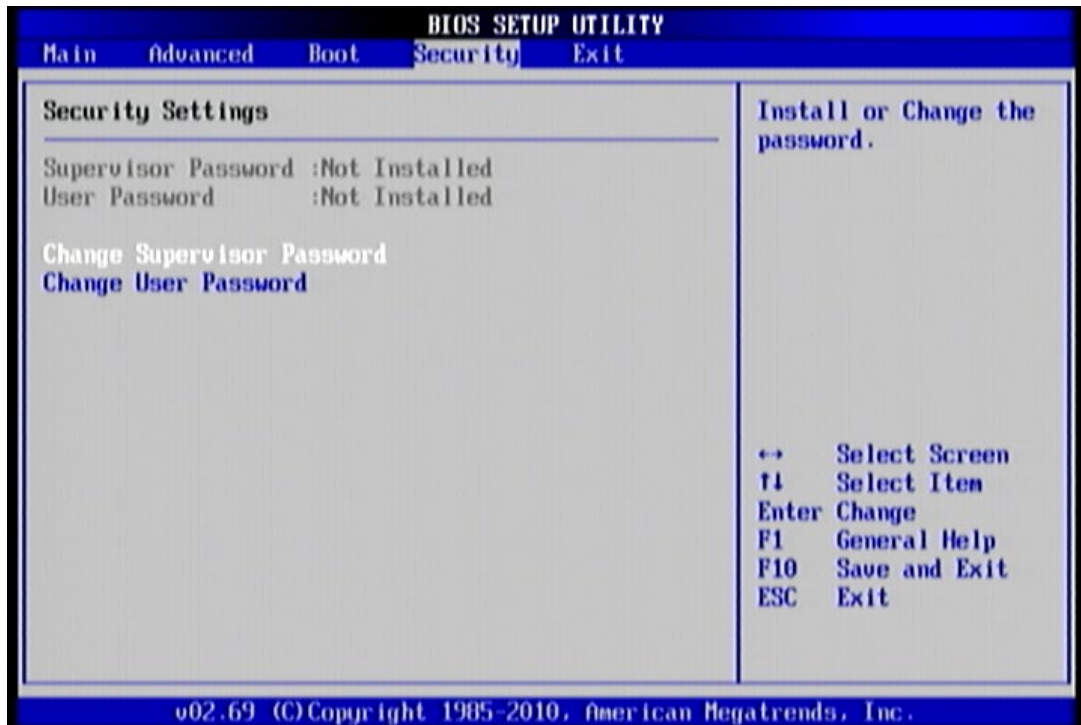 BIOS SETUP UTILITY
Main Advanced Boot Security Exit
Security Settings
Supervisor Password :Not Installed
User Password :Not Installed
Change Supervisor Password
Change User Password
Install or Change the
password.
↔ Select Screen
↑↓ Select Item
Enter Change
F1 General Help
F10 Save and Exit
ESC Exit
v02.69 (C)Copyright 1985-2010, American Megatrends, Inc.